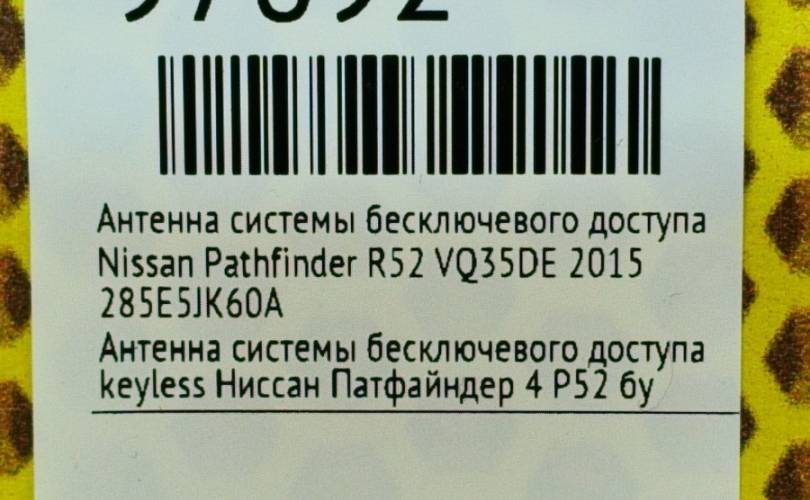 Антенна системы бесключевого доступа
Nissan Pathfinder R52 VQ35DE 2015
285E5JK60A
Антенна системы бесключевого доступа
keyless Ниссан Патфайндер 4 Р52 бу